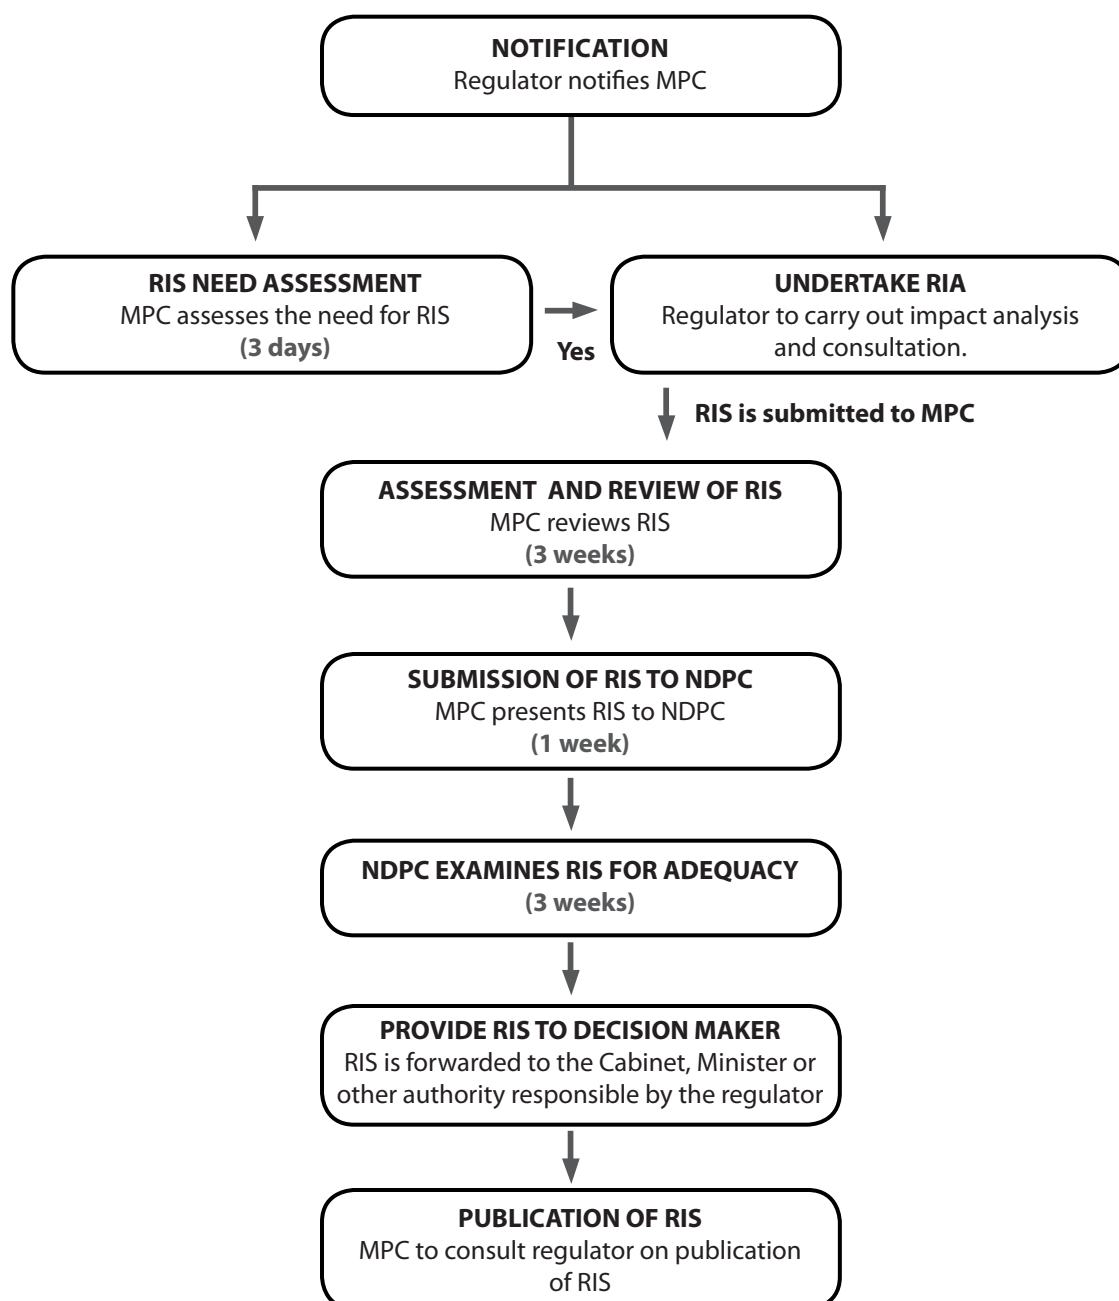 NOTIFICATION
Regulator notifies MPC
RIS NEED ASSESSMENT
MPC assesses the need for RIS
(3 days)
Yes
UNDERTAKE RIA
Regulator to carry out impact analysis
and consultation.
RIS is submitted to MPC
ASSESSMENT AND REVIEW OF RIS
MPC reviews RIS
(3 weeks)
SUBMISSION OF RIS TO NDPC
MPC presents RIS to NDPC
(1 week)
NDPC EXAMINES RIS FOR ADEQUACY
(3 weeks)
PROVIDE RIS TO DECISION MAKER
RIS is forwarded to the Cabinet, Minister or
other authority responsible by the regulator
PUBLICATION OF RIS
MPC to consult regulator on publication
of RIS